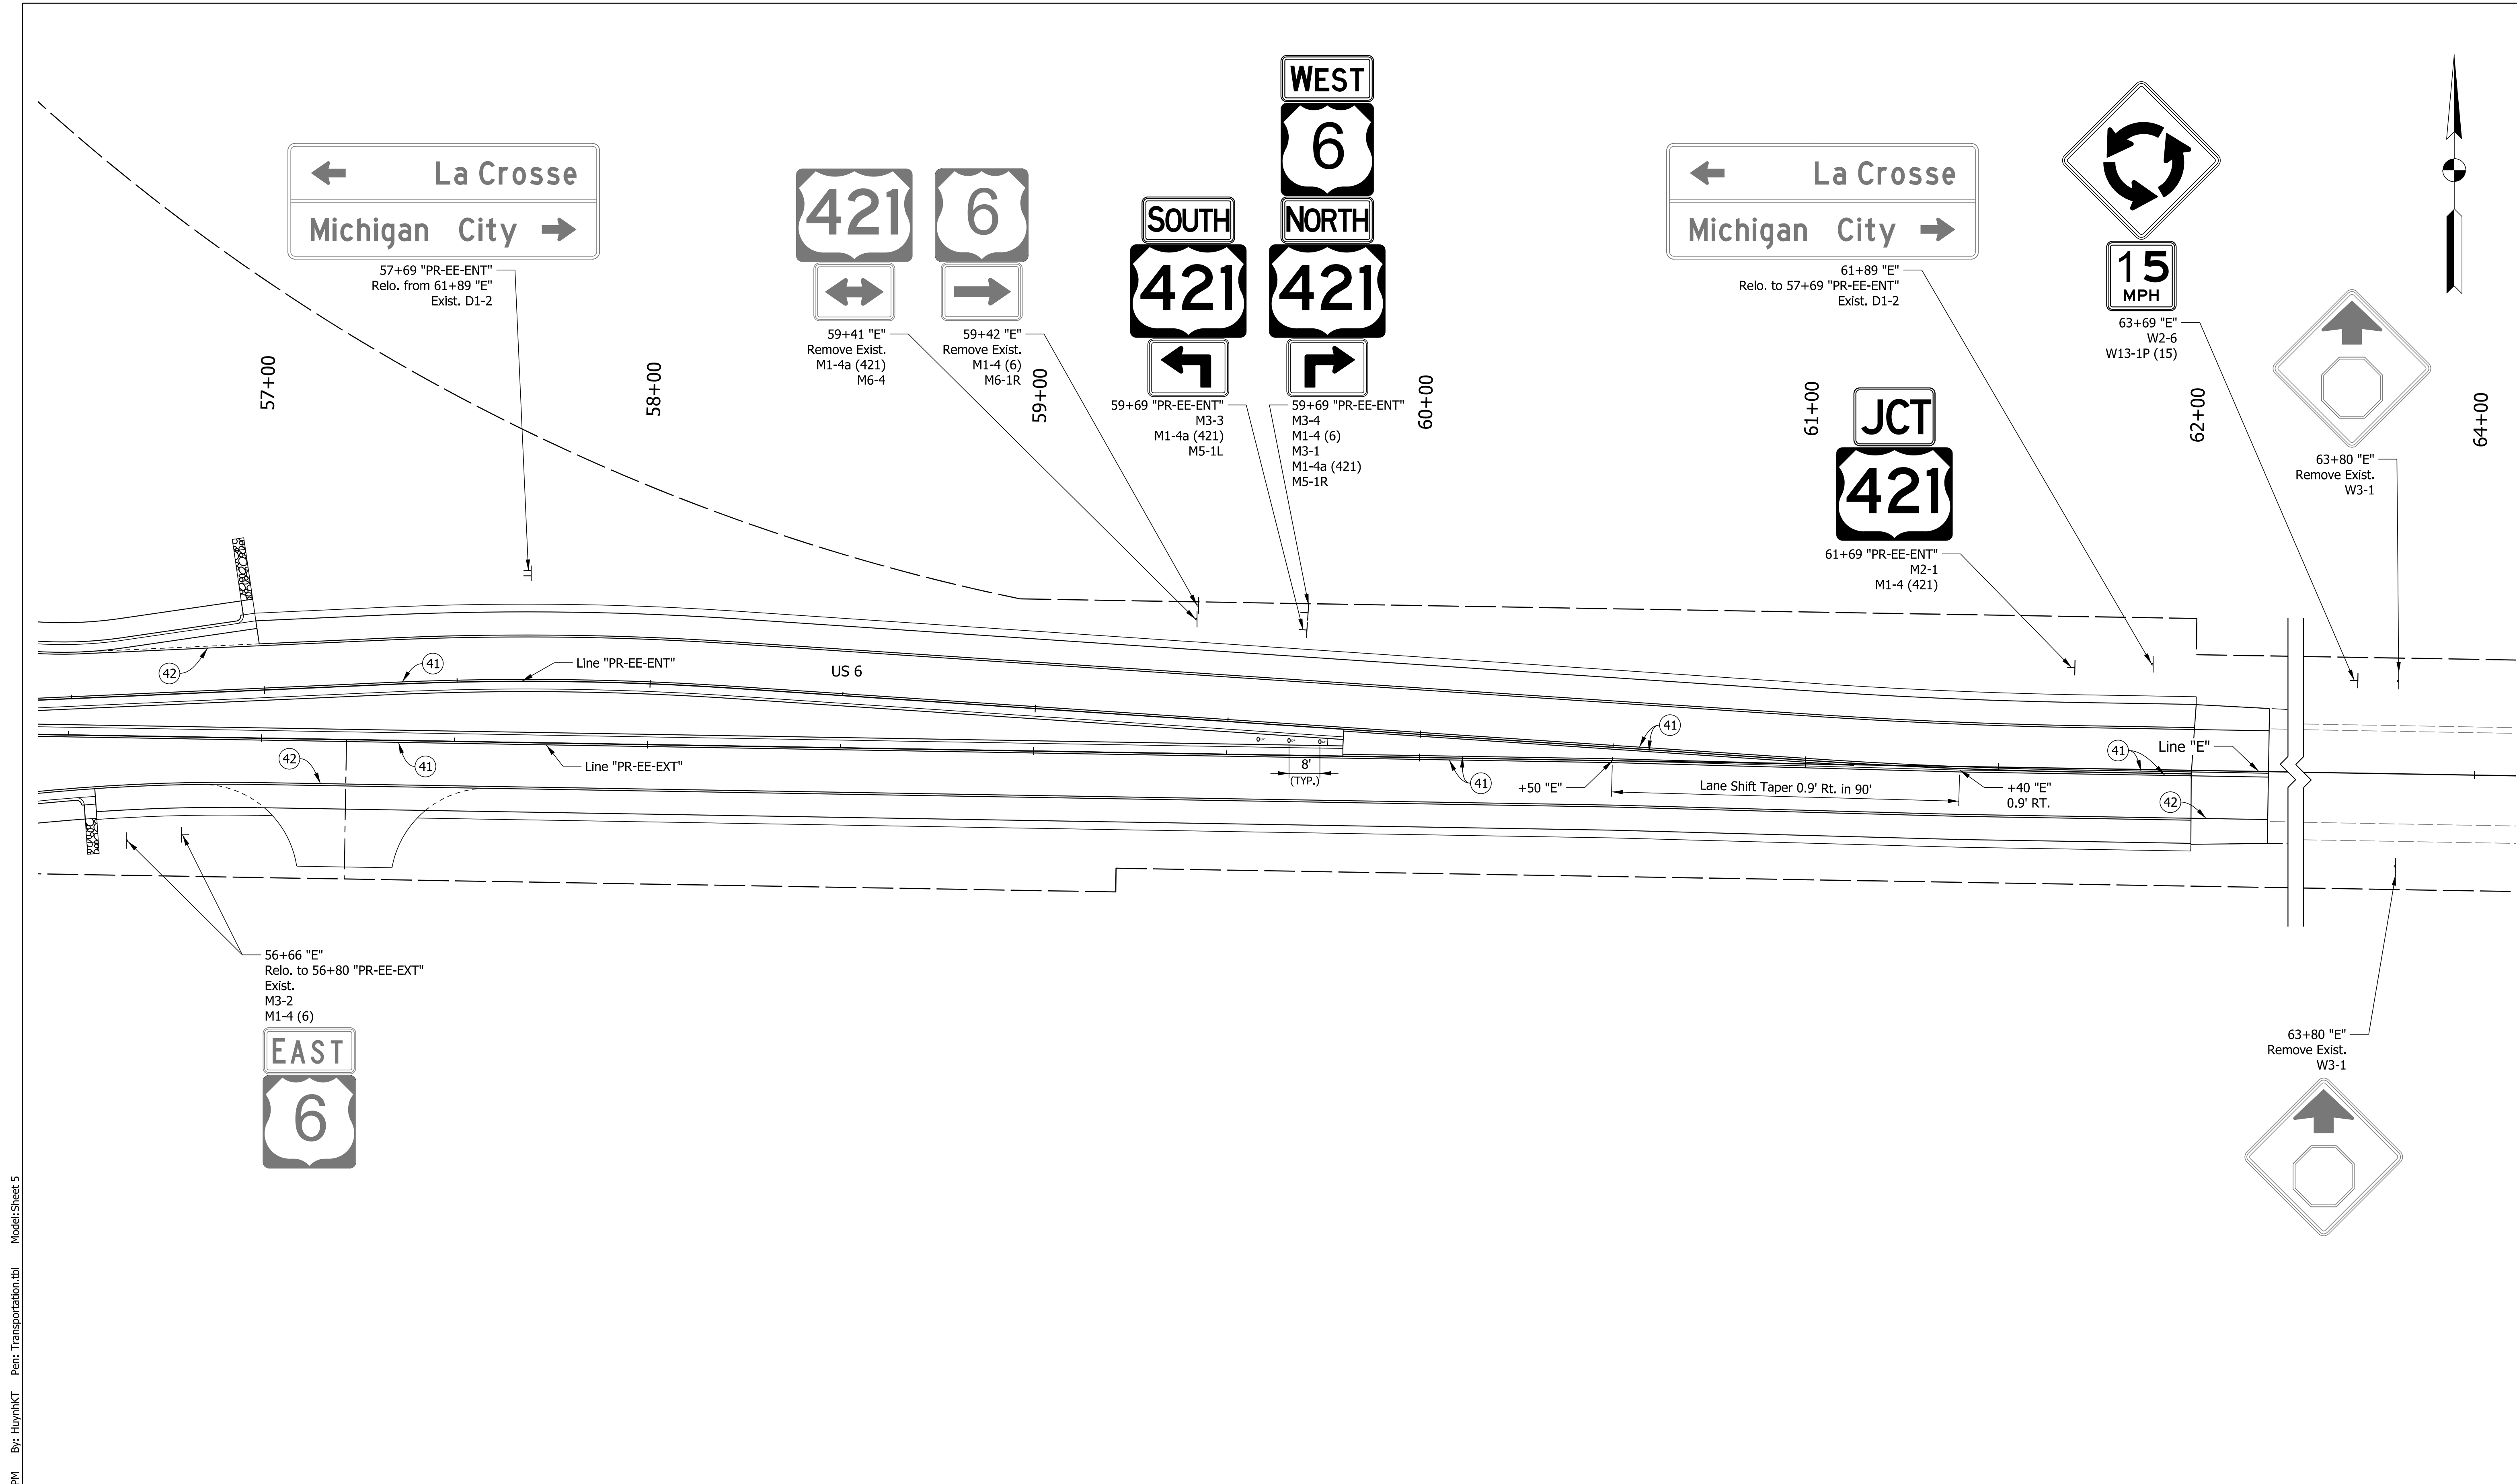 WEST
6
NORTH
421
SOUTH
421
← La Crosse
Michigan City →
57+69 "PR-EE-ENT"
Relo. from 61+89 "E"
Exist. D1-2
421
59+41 "E"
Remove Exist.
M1-4a (421)
M6-4
6
59+42 "E"
Remove Exist.
M1-4 (6)
M6-1R
59+69 "PR-EE-ENT"
M3-3
M1-4a (421)
M5-1L
59+69 "PR-EE-ENT"
M3-4
M1-4 (6)
M3-1
M1-4a (421)
M5-1R
← La Crosse
Michigan City →
61+89 "E"
Relo. to 57+69 "PR-EE-ENT"
Exist. D1-2
15
MPH
63+69 "E"
W2-6
W13-1P (15)
JCT
421
61+69 "PR-EE-ENT"
M2-1
M1-4 (421)
63+80 "E"
Remove Exist.
W3-1
57+00
58+00
59+00
60+00
61+00
62+00
64+00
42
41
Line "PR-EE-ENT"
US 6
41
41
Line "E"
42
41
Line "PR-EE-EXT"
8'
(TYP.)
41
+50 "E"
Lane Shift Taper 0.9' Rt. in 90'
+40 "E"
0.9' RT.
42
56+66 "E"
Relo. to 56+80 "PR-EE-EXT"
Exist.
M3-2
M1-4 (6)
EAST
6
63+80 "E"
Remove Exist.
W3-1
PM By: HuynhKT Pen: Transportation.tbl Model:Sheet 5